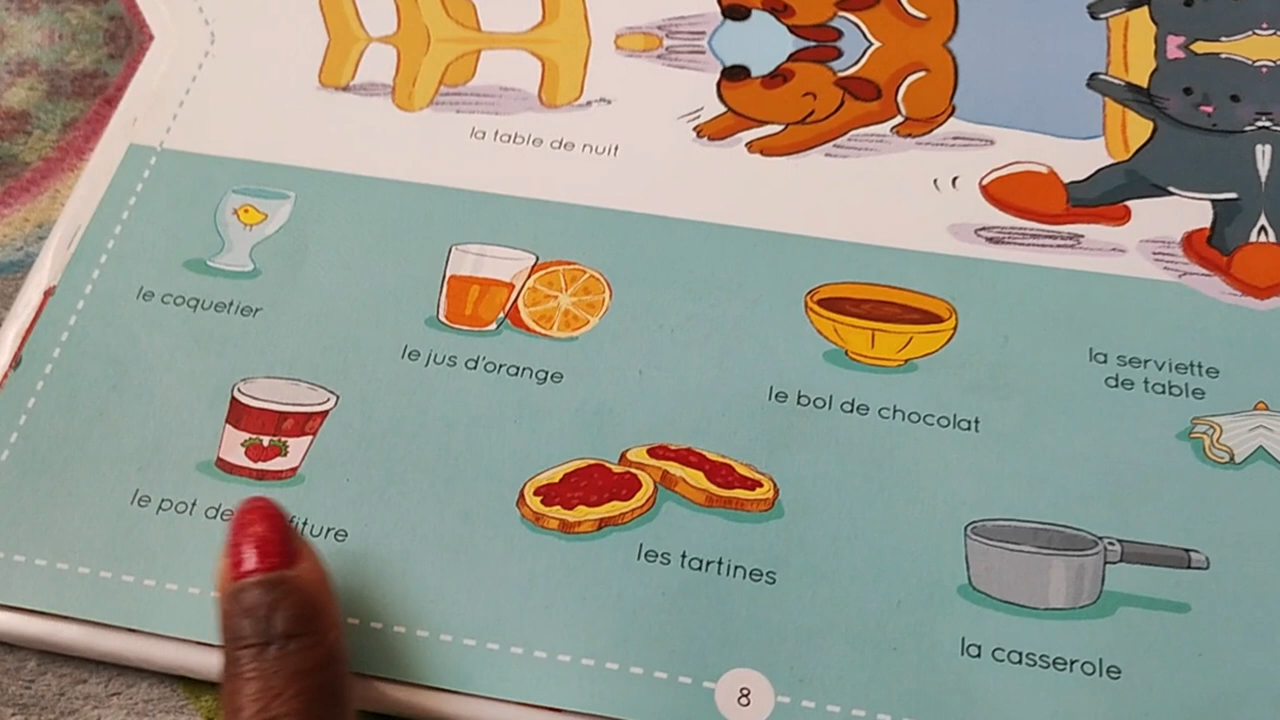 la table de nuit
le coquetier
le jus d'orange
le bol de chocolat
la serviette
de table
le pot de
les tartines
la casserole
8